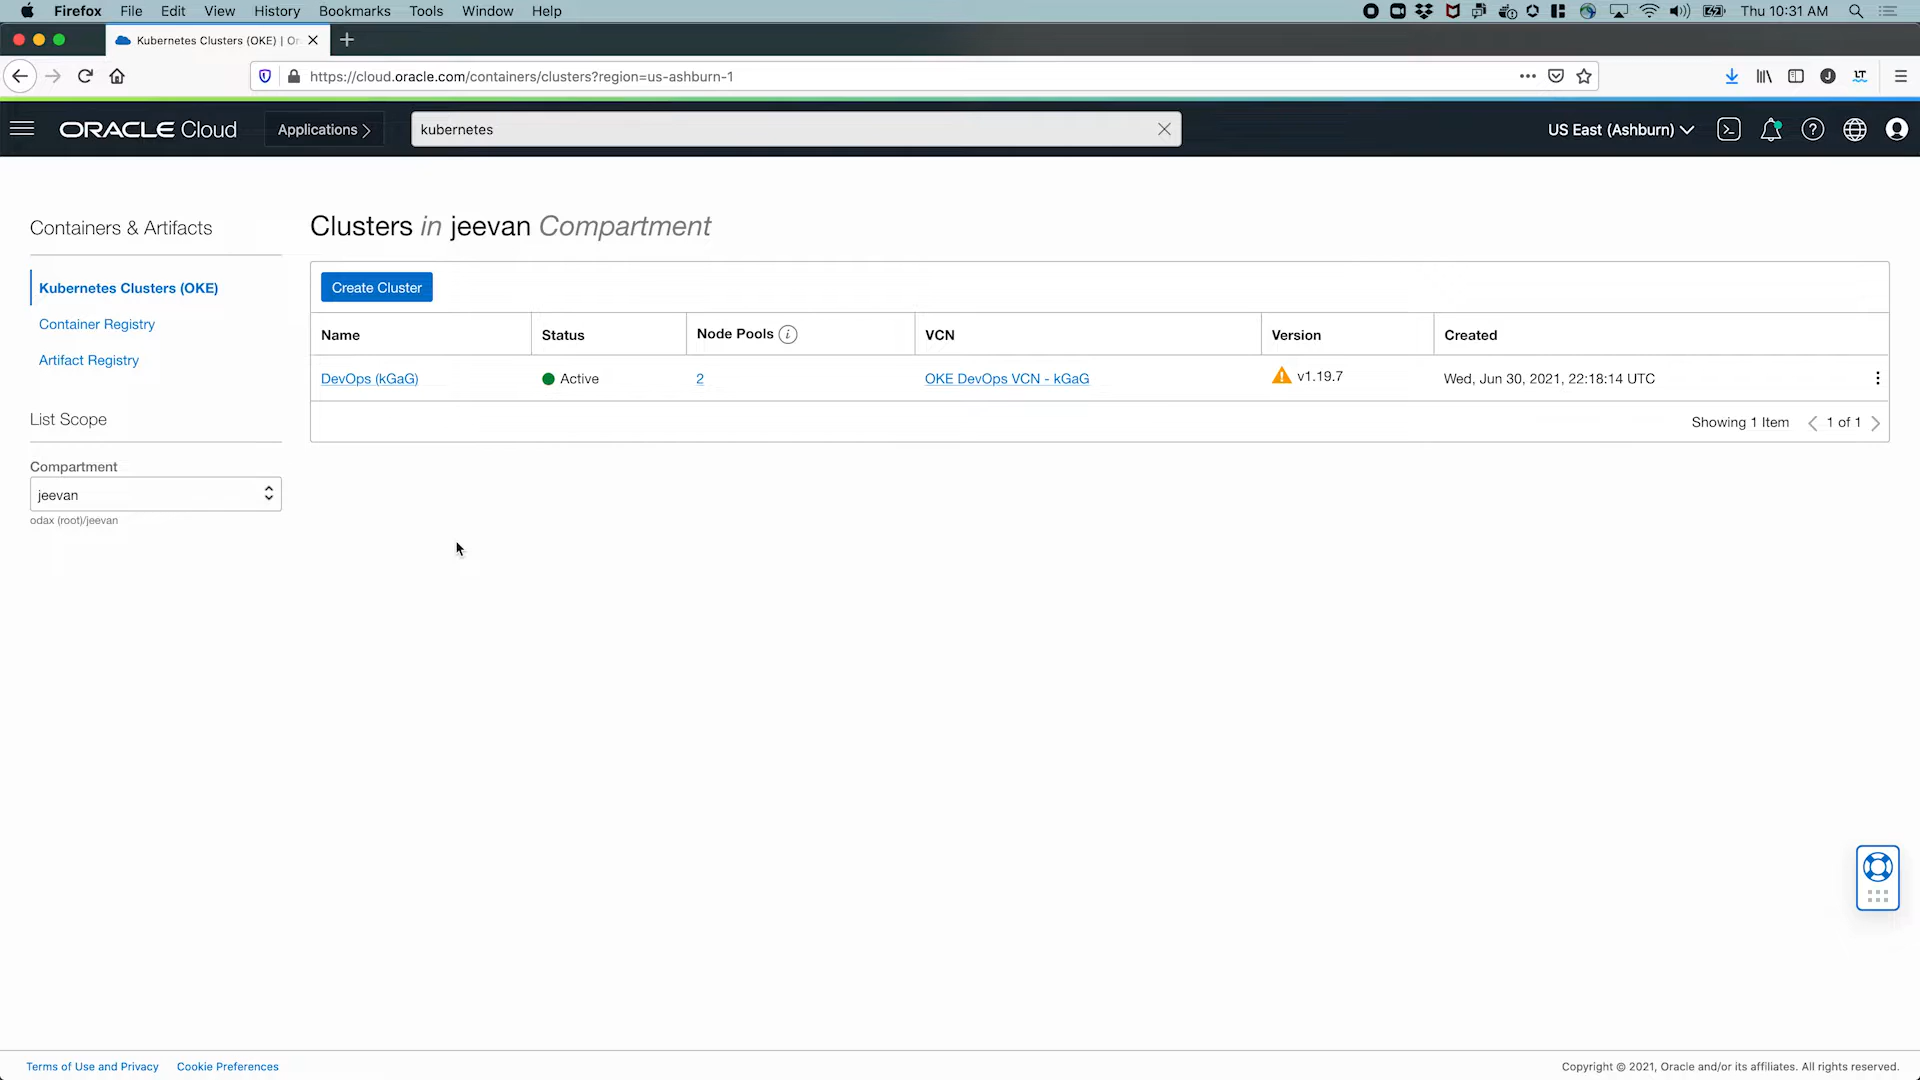 Firefox File Edit View History Bookmarks Tools Window Help Thu 10:31 AM
Kubernetes Clusters (OKE) | Or
https://cloud.oracle.com/containers/clusters?region=us-ashburn-1
ORACLE Cloud Applications kubernetes US East (Ashburn)
Containers & Artifacts
Kubernetes Clusters (OKE)
Container Registry
Artifact Registry
List Scope
Compartment
jeevan
odax (root)/jeevan
Clusters in jeevan Compartment
Create Cluster
Name Status Node Pools VCN Version Created
DevOps (kGaG) Active 2 OKE DevOps VCN - kGaG v1.19.7 Wed, Jun 30, 2021, 22:18:14 UTC
Showing 1 Item 1 of 1
Terms of Use and Privacy Cookie Preferences Copyright © 2021, Oracle and/or its affiliates. All rights reserved.